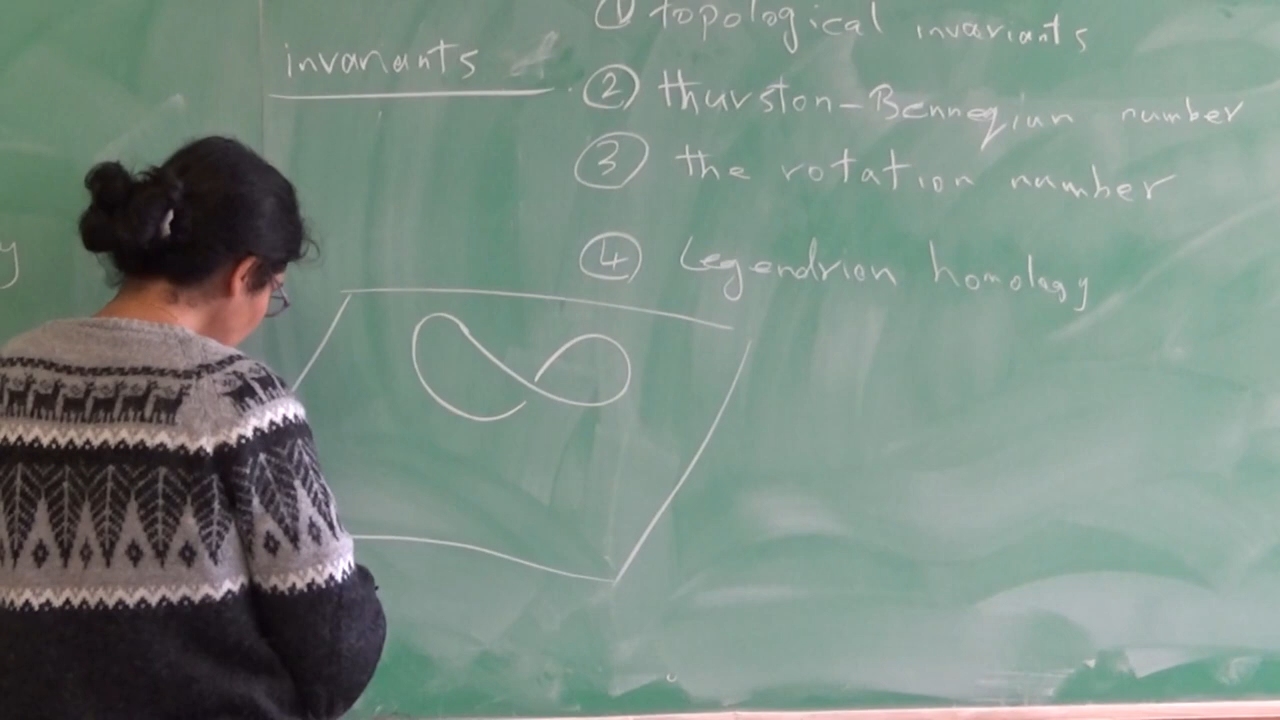 ① topological invariants
invariants
② thurston-Bennequin number
③ the rotation number
④ Legendrian homology
y